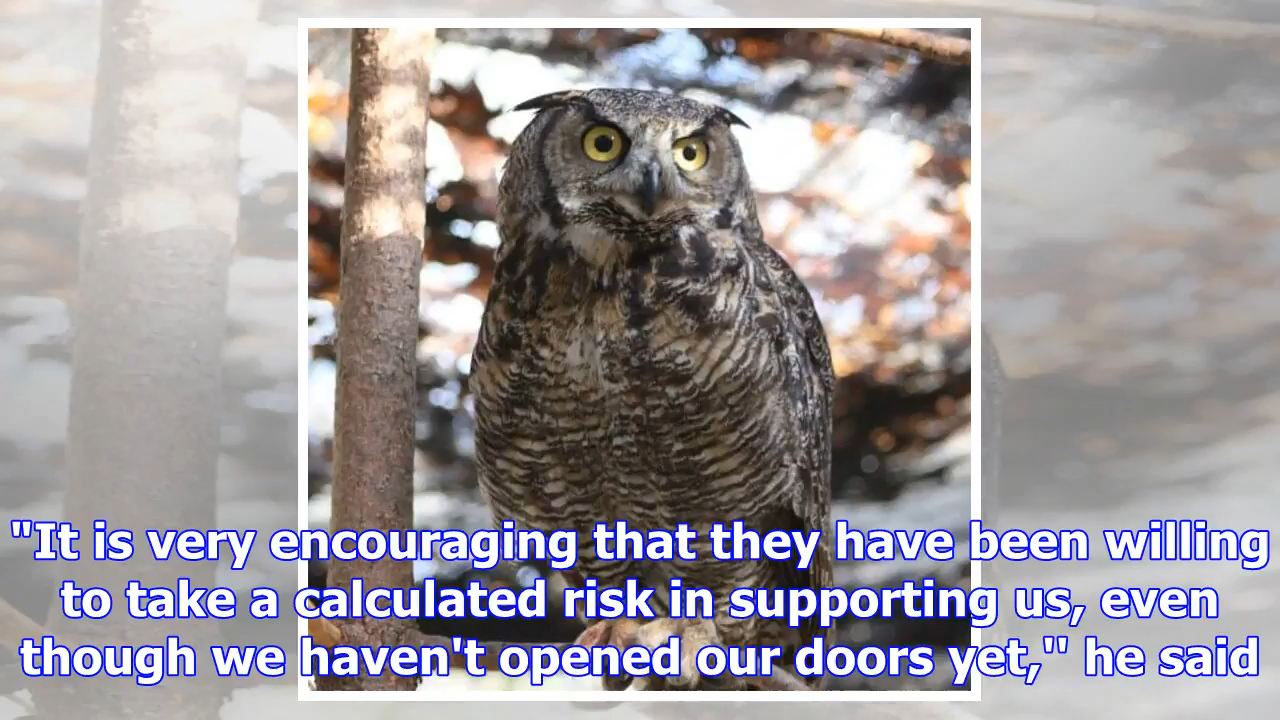 "It is very encouraging that they have been willing
to take a calculated risk in supporting us, even
though we haven't opened our doors yet,'' he said